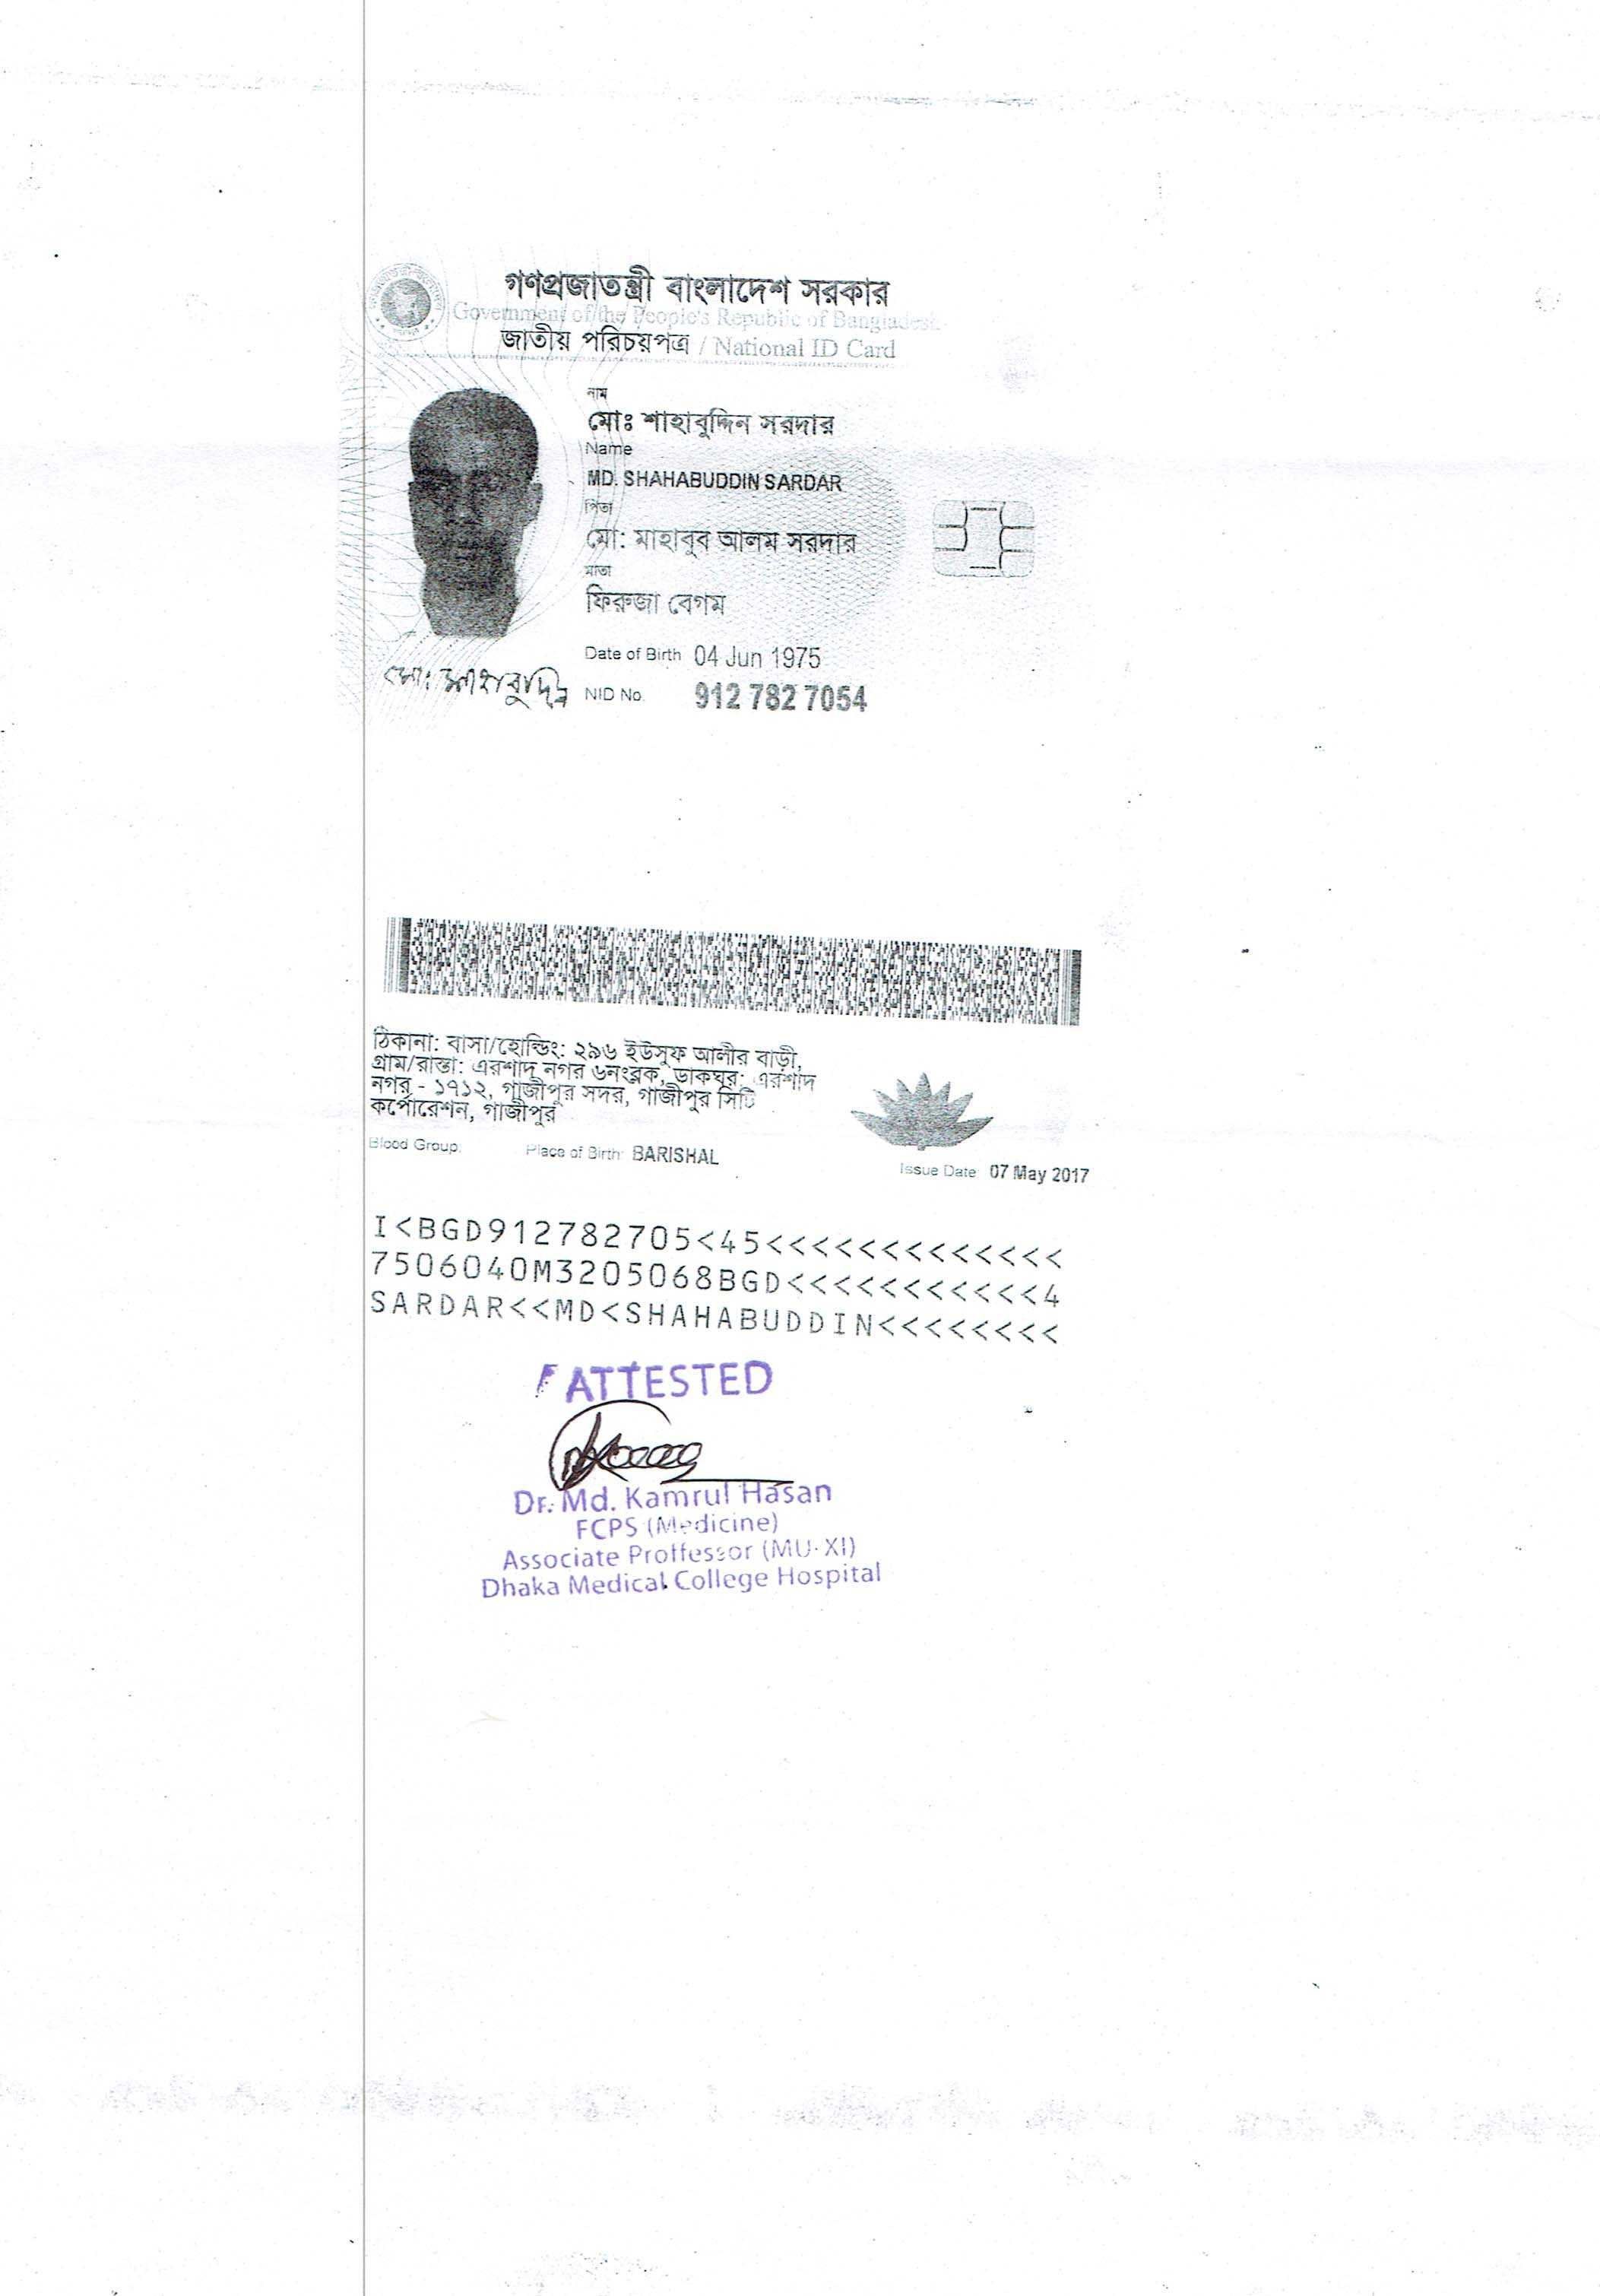 গণপ্রজাতন্ত্রী বাংলাদেশ সরকার
Government of the People's Republic of Bangladesh
জাতীয় পরিচয়পত্র / National ID Card
নাম
মোঃ শাহাবুদ্দিন সরদার
Name
MD. SHAHABUDDIN SARDAR
পিতা
মো: মাহাবুব আলম সরদার
মাতা
ফিরুজা বেগম
Date of Birth 04 Jun 1975
মো: শাহাবুদ্দিন
NID No. 912 782 7054
ঠিকানা: বাসা/হোল্ডিং: ২৯৬ ইউসুফ আলীর বাড়ী,
গ্রাম/রাস্তা: এরশাদ নগর ৬নংব্লক, ডাকঘর: এরশাদ
নগর - ১৭১২, গাজীপুর সদর, গাজীপুর সিটি
কর্পোরেশন, গাজীপুর
Blood Group: Place of Birth: BARISHAL
Issue Date: 07 May 2017
I<BGD912782705<45<<<<<<<<<<<<<
7506040M3205068BGD<<<<<<<<<<<4
SARDAR<<MD<SHAHABUDDIN<<<<<<<<
ATTESTED
Dr. Md. Kamrul Hasan
FCPS (Medicine)
Associate Proffessor (MU-XI)
Dhaka Medical College Hospital